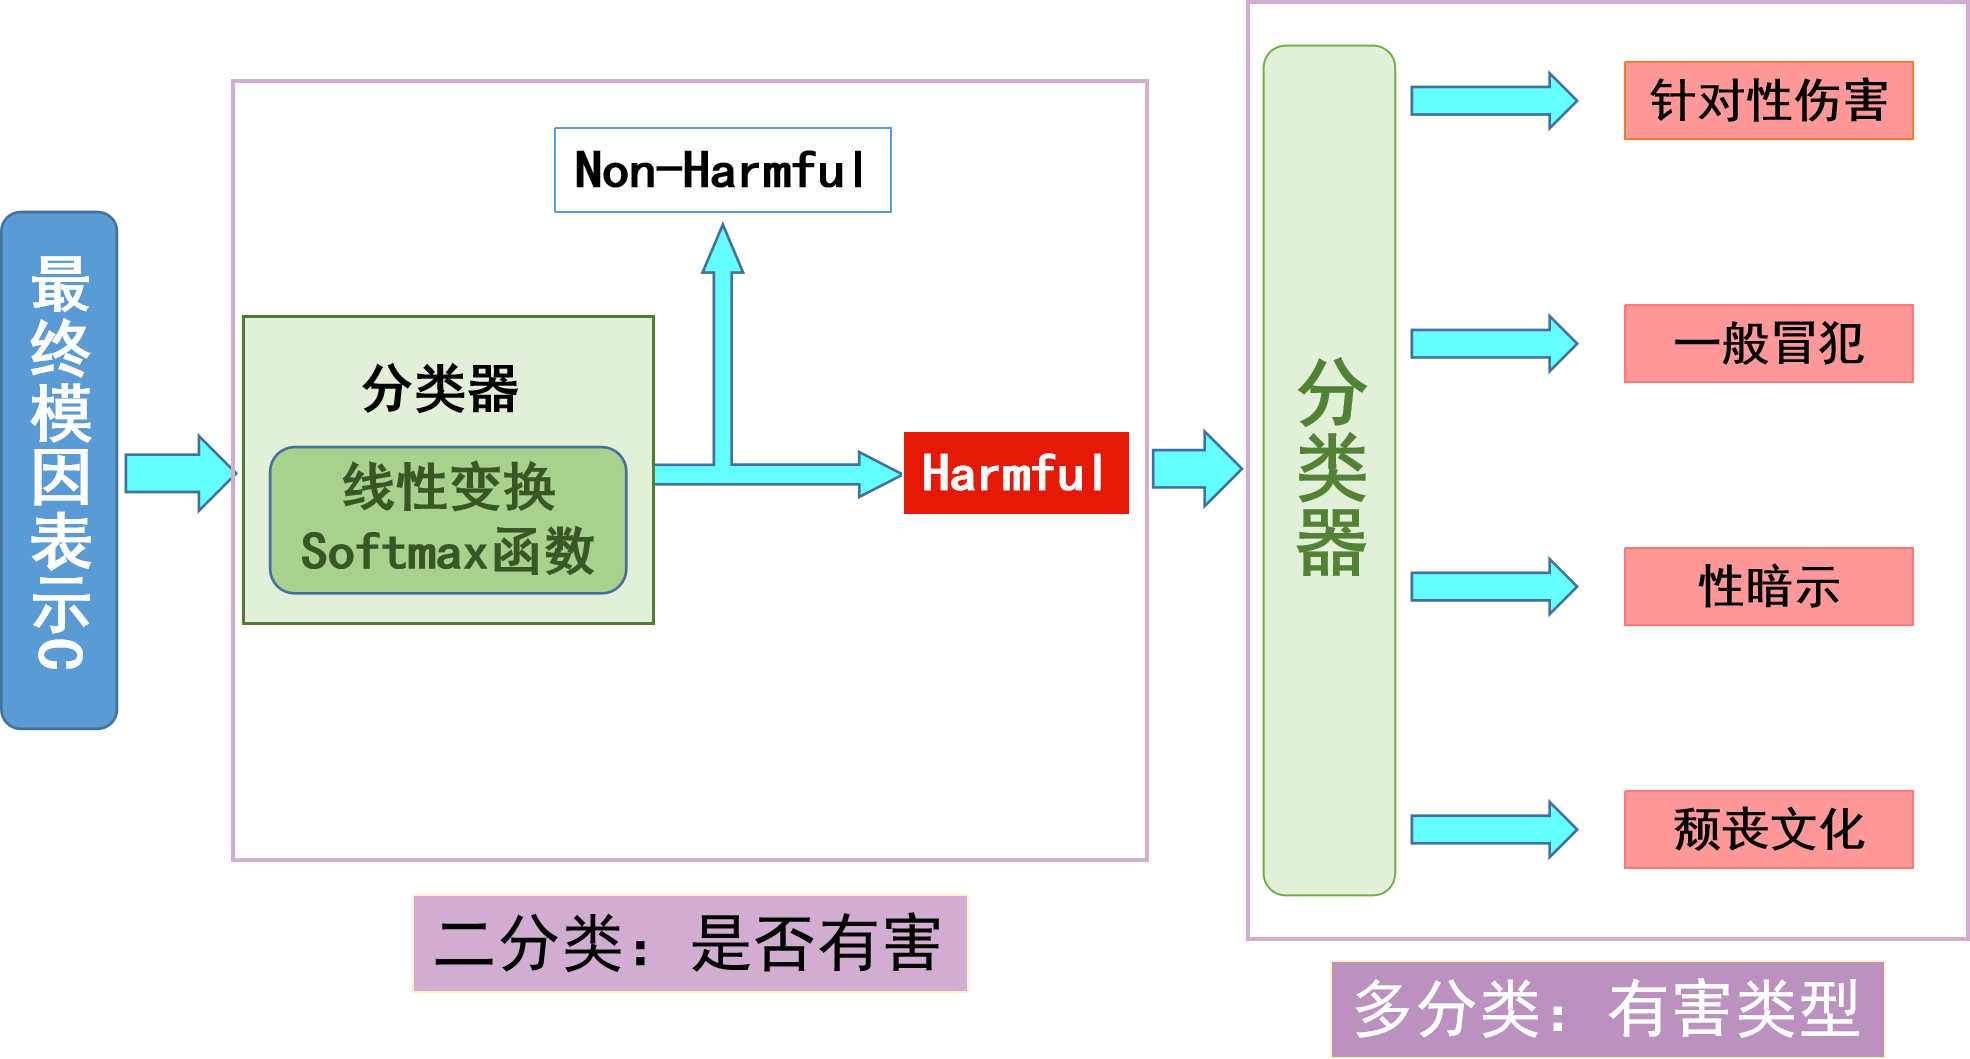 最终模因表示C
Non-Harmful
分类器
线性变换
Softmax函数
Harmful
二分类：是否有害
分类器
针对性伤害
一般冒犯
性暗示
颓丧文化
多分类：有害类型